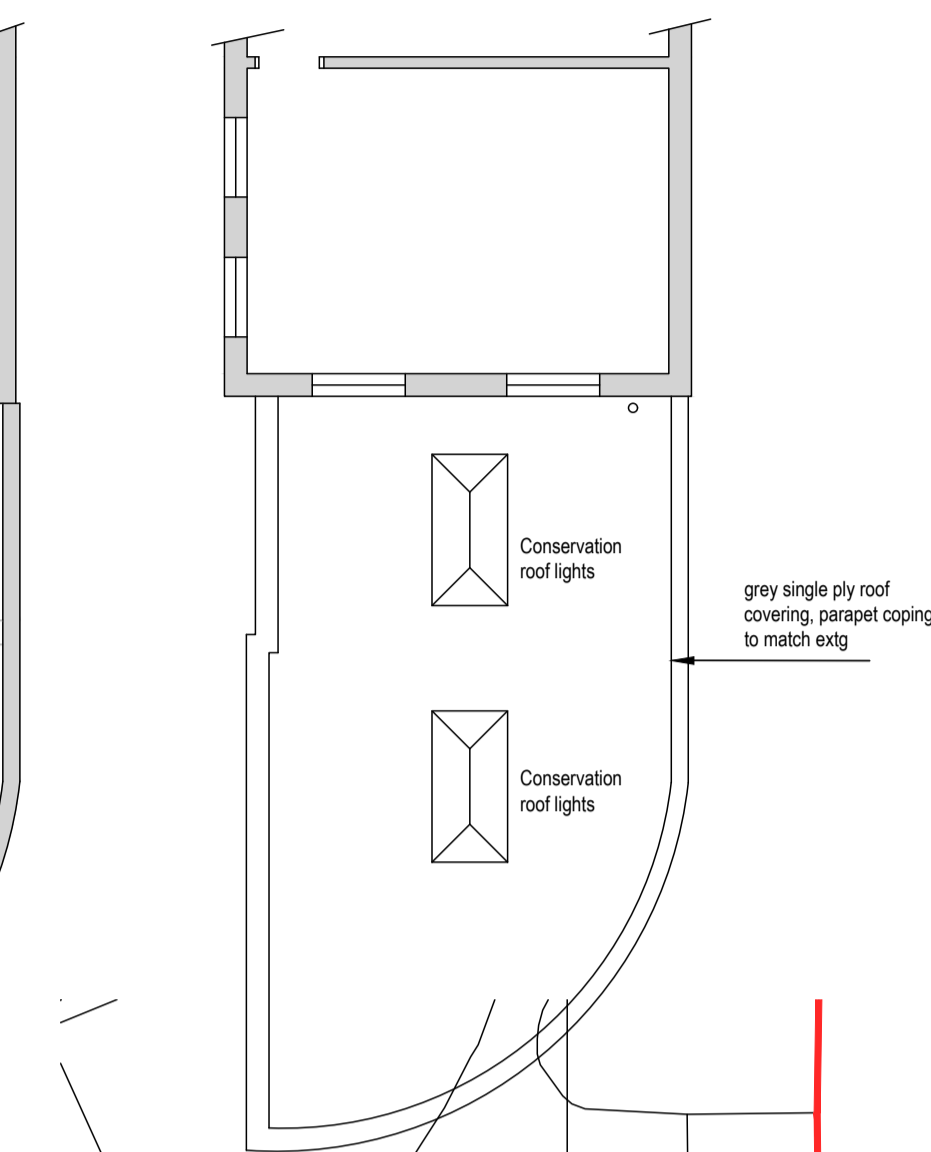 Conservation
roof lights
grey single ply roof
covering, parapet coping
to match extg
Conservation
roof lights